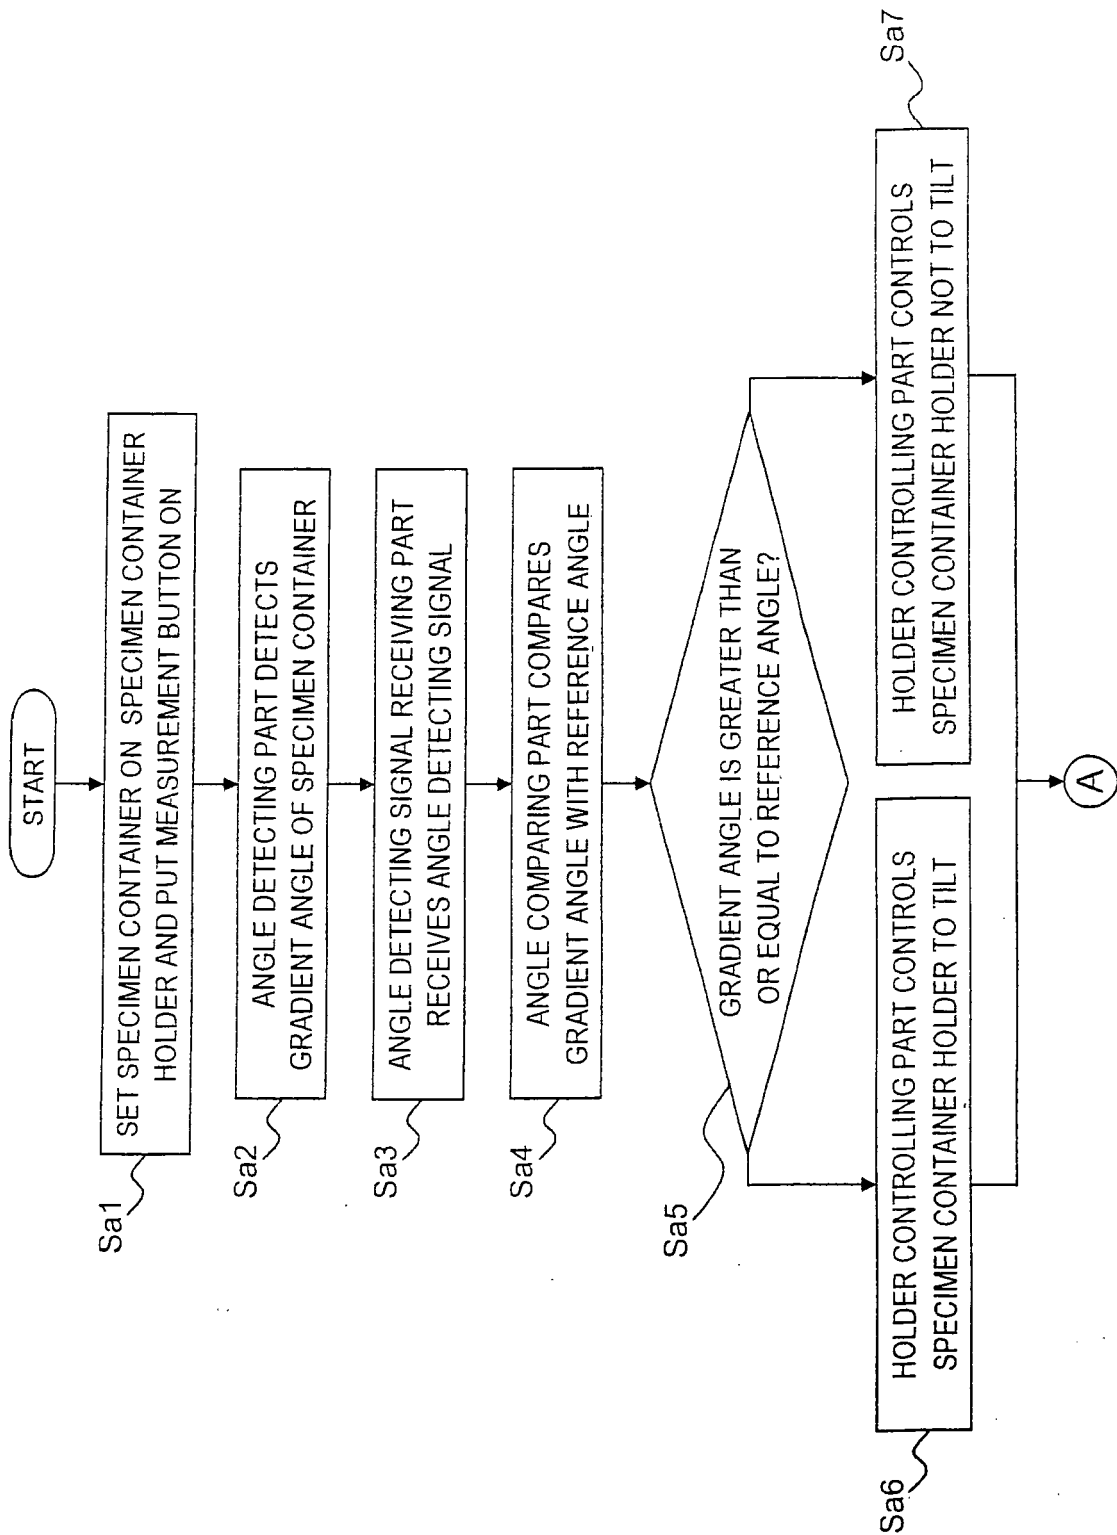 START
SET SPECIMEN CONTAINER ON SPECIMEN CONTAINER
HOLDER AND PUT MEASUREMENT BUTTON ON
Sa1
ANGLE DETECTING PART DETECTS
GRADIENT ANGLE OF SPECIMEN CONTAINER
Sa2
ANGLE DETECTING SIGNAL RECEIVING PART
RECEIVES ANGLE DETECTING SIGNAL
Sa3
ANGLE COMPARING PART COMPARES
GRADIENT ANGLE WITH REFERENCE ANGLE
Sa4
GRADIENT ANGLE IS GREATER THAN
OR EQUAL TO REFERENCE ANGLE?
Sa5
HOLDER CONTROLLING PART CONTROLS
SPECIMEN CONTAINER HOLDER TO TILT
Sa6
HOLDER CONTROLLING PART CONTROLS
SPECIMEN CONTAINER HOLDER NOT TO TILT
Sa7
A